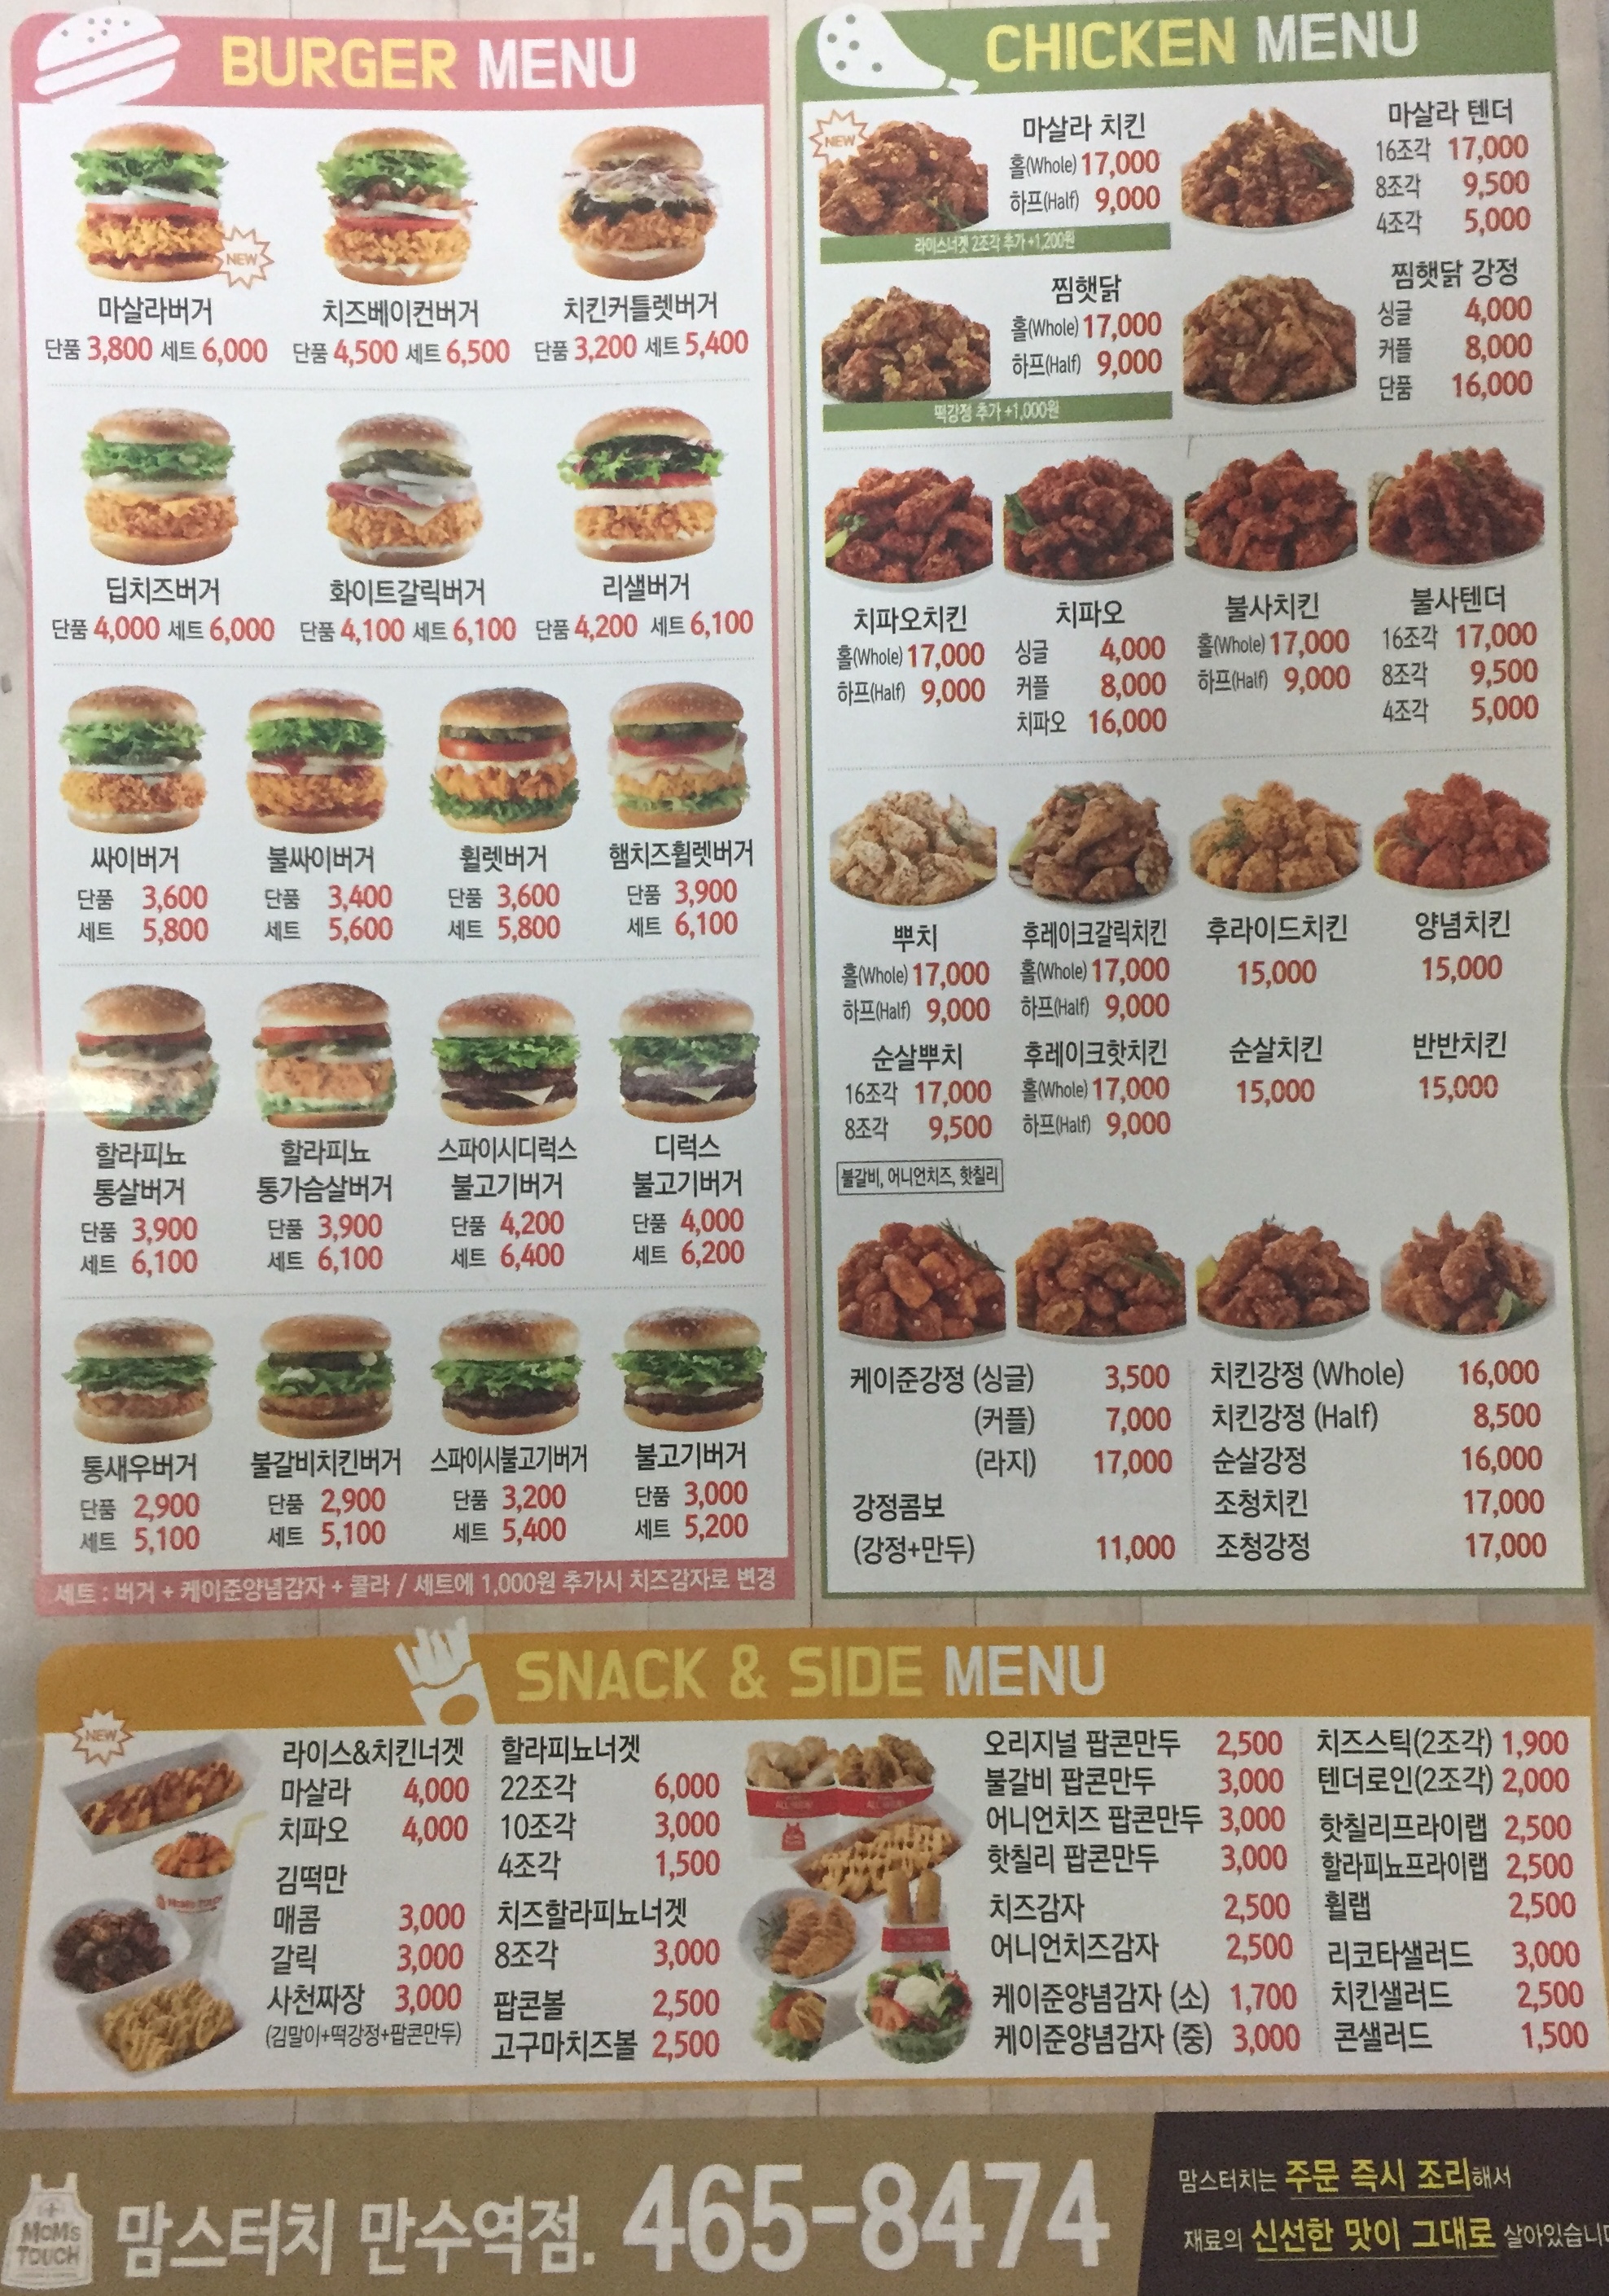 BURGER MENU
NEW
마살라버거
단품 3,800 세트 6,000
치즈베이컨버거
단품 4,500 세트 6,500
치킨커틀렛버거
단품 3,200 세트 5,400
딥치즈버거
단품 4,000 세트 6,000
화이트갈릭버거
단품 4,100 세트 6,100
리샐버거
단품 4,200 세트 6,100
싸이버거
단품 3,600
세트 5,800
불싸이버거
단품 3,400
세트 5,600
휠렛버거
단품 3,600
세트 5,800
햄치즈휠렛버거
단품 3,900
세트 6,100
할라피뇨
통살버거
단품 3,900
세트 6,100
할라피뇨
통가슴살버거
단품 3,900
세트 6,100
스파이시디럭스
불고기버거
단품 4,200
세트 6,400
디럭스
불고기버거
단품 4,000
세트 6,200
통새우버거
단품 2,900
세트 5,100
불갈비치킨버거
단품 2,900
세트 5,100
스파이시불고기버거
단품 3,200
세트 5,400
불고기버거
단품 3,000
세트 5,200
세트 : 버거 + 케이준양념감자 + 콜라 / 세트에 1,000원 추가시 치즈감자로 변경
CHICKEN MENU
NEW
마살라 치킨
홀(Whole) 17,000
하프(Half) 9,000
라이스너겟 2조각 추가 +1,200원
마살라 텐더
16조각 17,000
8조각 9,500
4조각 5,000
찜햇닭
홀(Whole) 17,000
하프(Half) 9,000
떡강정 추가 +1,000원
찜햇닭 강정
싱글 4,000
커플 8,000
단품 16,000
치파오치킨
홀(Whole) 17,000
하프(Half) 9,000
치파오
싱글 4,000
커플 8,000
치파오 16,000
불사치킨
홀(Whole) 17,000
하프(Half) 9,000
불사텐더
16조각 17,000
8조각 9,500
4조각 5,000
뿌치
홀(Whole) 17,000
하프(Half) 9,000
후레이크갈릭치킨
홀(Whole) 17,000
하프(Half) 9,000
후라이드치킨
15,000
양념치킨
15,000
순살뿌치
16조각 17,000
8조각 9,500
불갈비, 어니언치즈, 핫칠리
후레이크핫치킨
홀(Whole) 17,000
하프(Half) 9,000
순살치킨
15,000
반반치킨
15,000
케이준강정 (싱글) 3,500
(커플) 7,000
(라지) 17,000
강정콤보
(강정+만두) 11,000
치킨강정 (Whole) 16,000
치킨강정 (Half) 8,500
순살강정 16,000
조청치킨 17,000
조청강정 17,000
SNACK & SIDE MENU
NEW
라이스&치킨너겟
마살라 4,000
치파오 4,000
김떡만
매콤 3,000
갈릭 3,000
사천짜장 3,000
(김말이+떡강정+팝콘만두)
할라피뇨너겟
22조각 6,000
10조각 3,000
4조각 1,500
치즈할라피뇨너겟
8조각 3,000
팝콘볼 2,500
고구마치즈볼 2,500
오리지널 팝콘만두 2,500
불갈비 팝콘만두 3,000
어니언치즈 팝콘만두 3,000
핫칠리 팝콘만두 3,000
치즈감자 2,500
어니언치즈감자 2,500
케이준양념감자 (소) 1,700
케이준양념감자 (중) 3,000
치즈스틱(2조각) 1,900
텐더로인(2조각) 2,000
핫칠리프라이랩 2,500
할라피뇨프라이랩 2,500
휠랩 2,500
리코타샐러드 3,000
치킨샐러드 2,500
콘샐러드 1,500
MOM's
TOUCH
맘스터치 만수역점. 465-8474
맘스터치는 주문 즉시 조리해서
재료의 신선한 맛이 그대로 살아있습니다